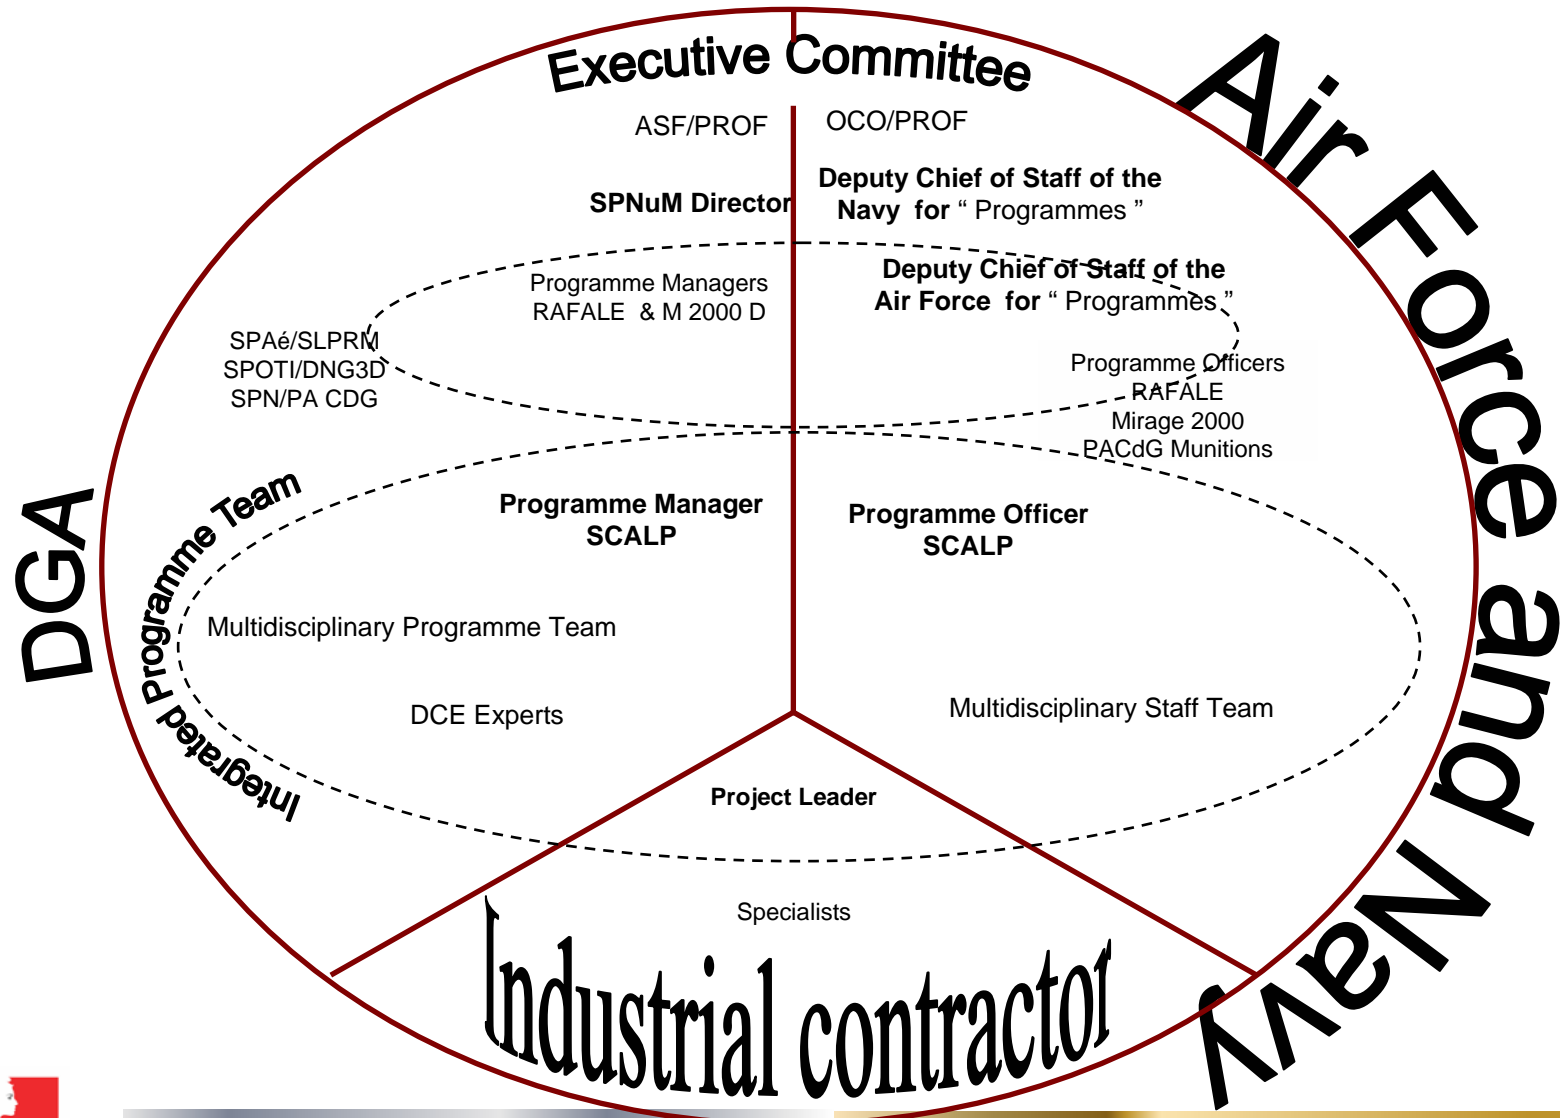 Executive Committee
ASF/PROF
OCO/PROF
SPNuM Director
Deputy Chief of Staff of the
Navy for “ Programmes ”
Programme Managers
RAFALE & M 2000 D
Deputy Chief of Staff of the
Air Force for “ Programmes ”
SPAé/SLPRM
SPOTI/DNG3D
SPN/PA CDG
Programme Officers
RAFALE
Mirage 2000
PACdG Munitions
DGA
Air Force and Navy
Integrated Programme Team
Programme Manager
SCALP
Programme Officer
SCALP
Multidisciplinary Programme Team
DCE Experts
Multidisciplinary Staff Team
Project Leader
Specialists
Industrial contractor